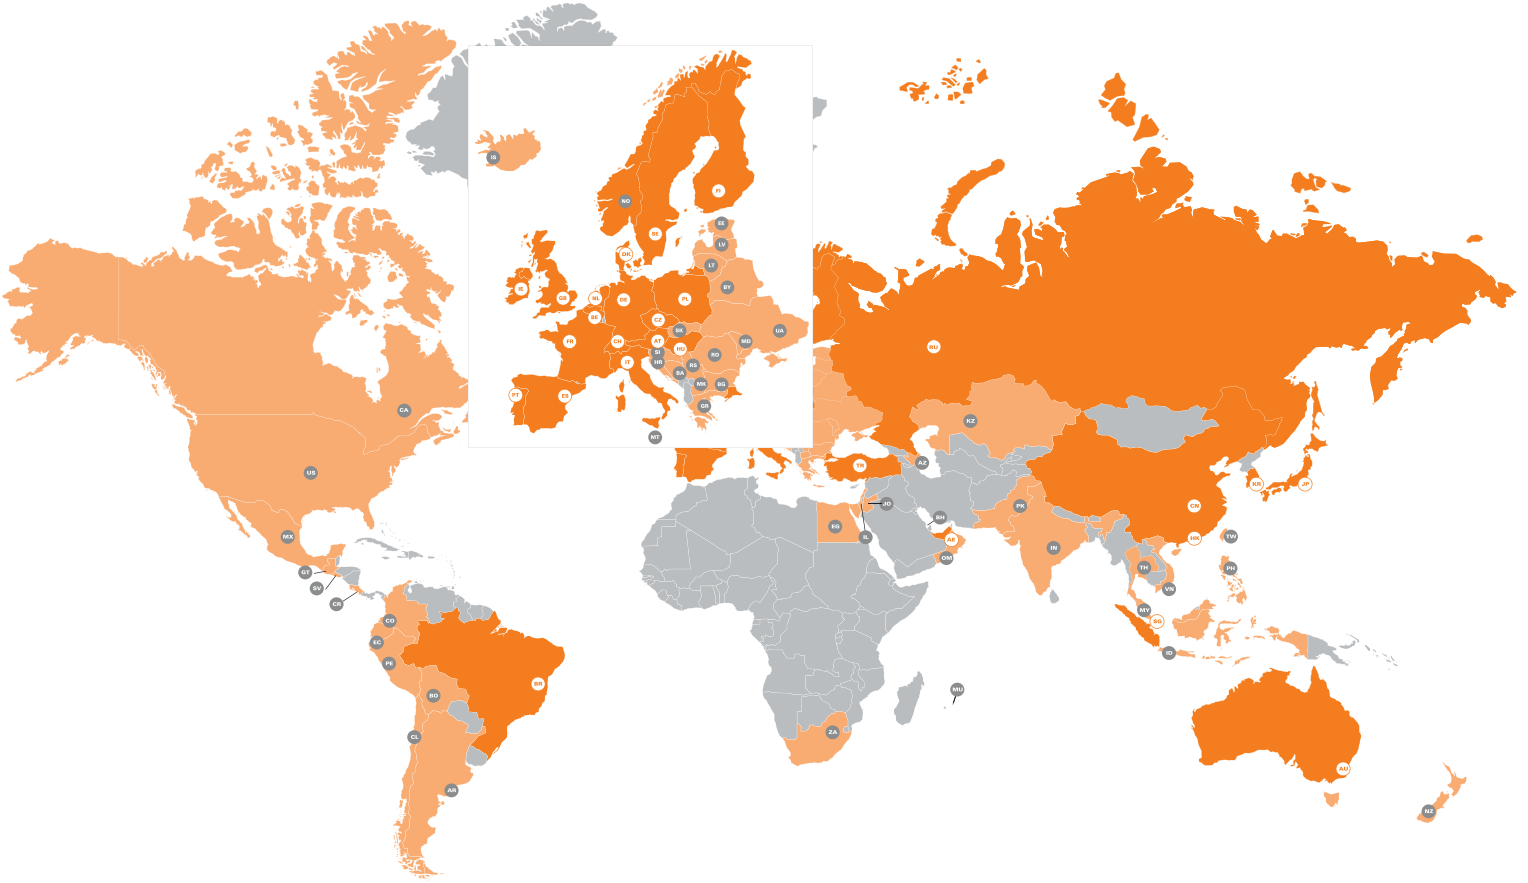 IS
NO
FI
SE
EE
LV
LT
DK
BY
IE
GB
NL
DE
PL
BE
CZ
SK
UA
FR
CH
AT
HU
MD
SI
RO
HR
IT
RS
BA
MK
BG
PT
ES
GR
MT
RU
CA
KZ
US
AZ
TR
KR
JP
JO
PK
CN
BH
MX
EG
IL
AE
HK
TW
IN
OM
GT
TH
PH
SV
VN
CR
MY
CO
SG
EC
ID
PE
BR
MU
BO
ZA
CL
AU
AR
NZ